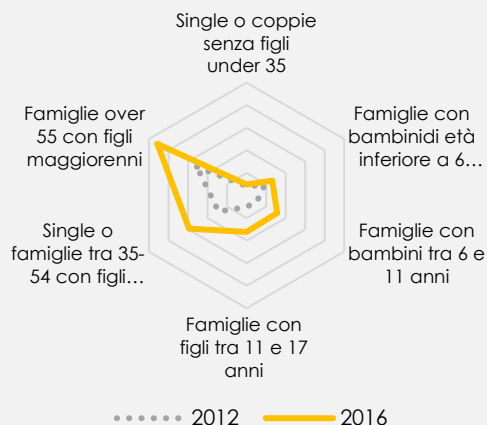 Single o coppie
senza figli
under 35
Famiglie over
55 con figli
maggiorenni
Famiglie con
bambinidi età
inferiore a 6...
Single o
famiglie tra 35-
54 con figli...
Famiglie con
bambini tra 6 e
11 anni
Famiglie con
figli tra 11 e 17
anni
2012
2016